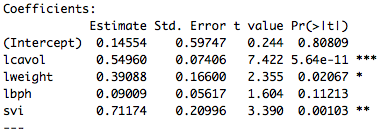 Coefficients:
Estimate Std. Error t value Pr(>|t|)
(Intercept) 0.14554 0.59747 0.244 0.80809
lcavol 0.54960 0.07406 7.422 5.64e-11 ***
lweight 0.39088 0.16600 2.355 0.02067 *
lbph 0.09009 0.05617 1.604 0.11213
svi 0.71174 0.20996 3.390 0.00103 **
---